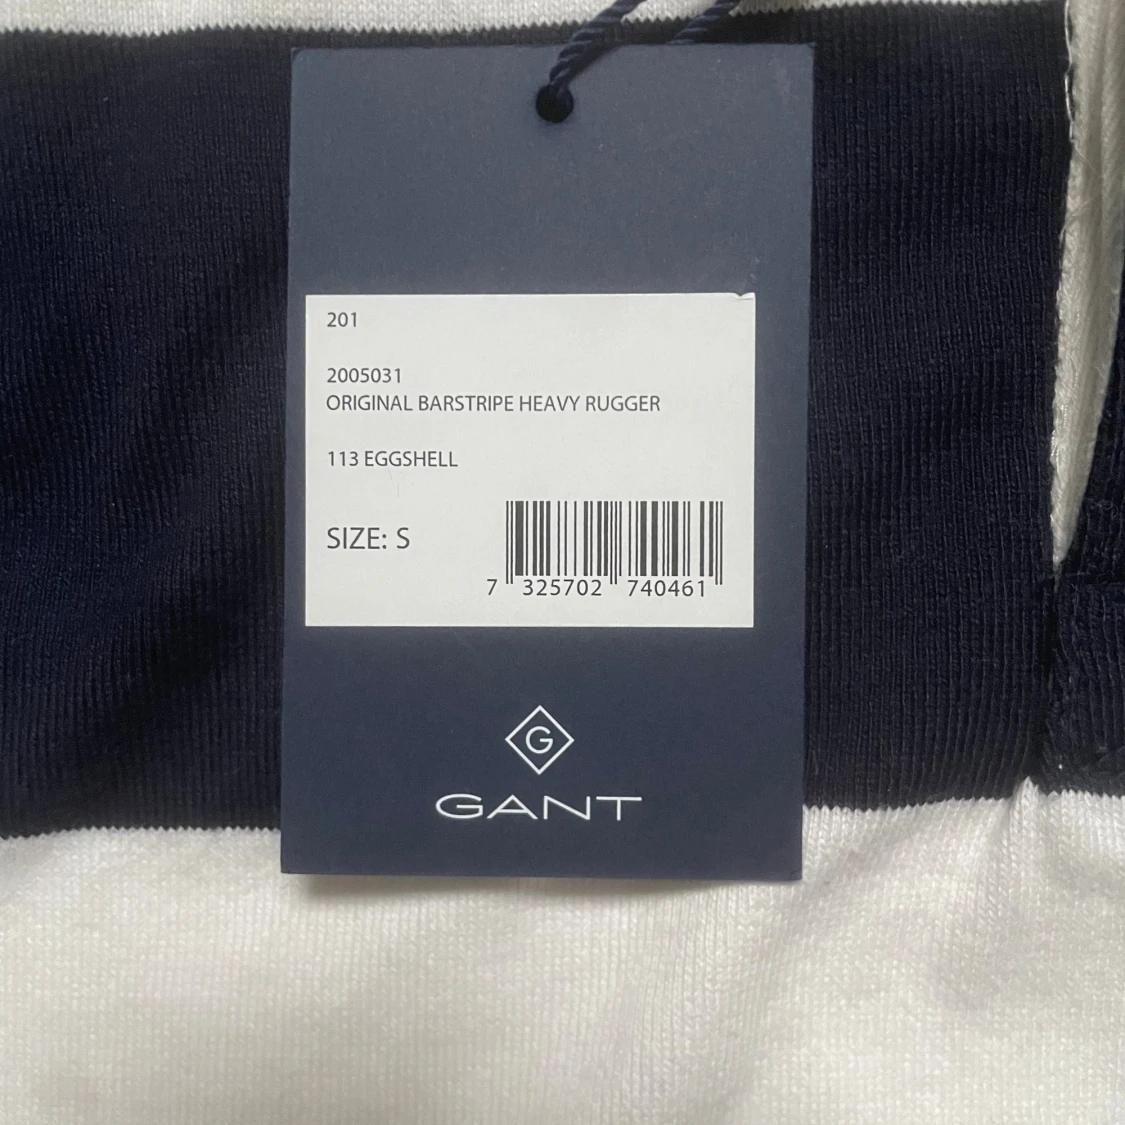 201
2005031
ORIGINAL BARSTRIPE HEAVY RUGGER
113 EGGSHELL
SIZE: S
7 325702 740461
G
GANT